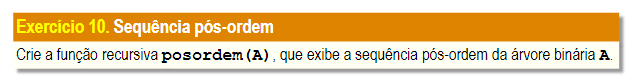 Exercício 10. Sequência pós-ordem
Crie a função recursiva posordem(A), que exibe a sequência pós-ordem da árvore binária A.